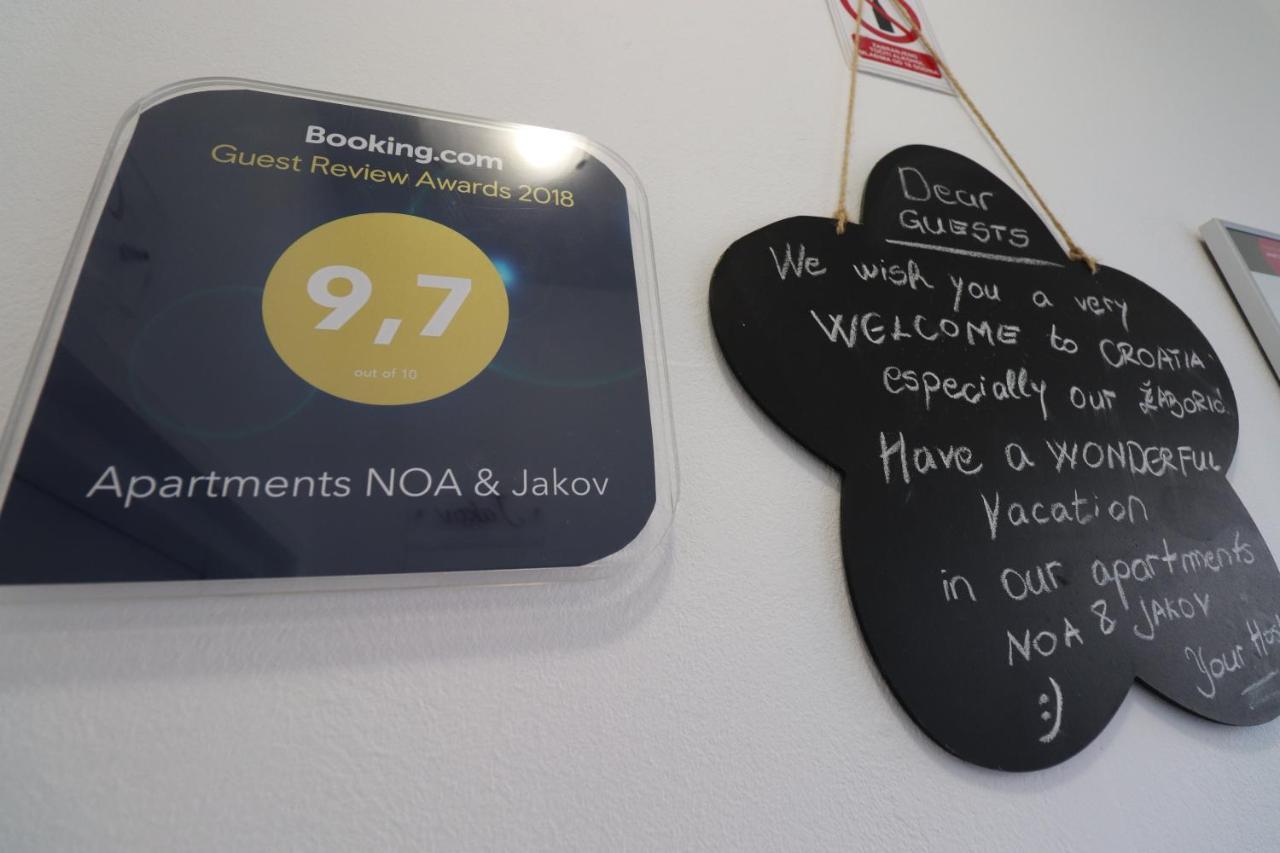 Booking.com
Guest Review Awards 2018
9,7
out of 10
Apartments NOA & Jakov
Dear
GUESTS
We wish you a very
WELCOME to CROATIA
especially our ŽABORIĆ
Have a WONDERFUL
Vacation
in our apartments
NOA & JAKOV
:)
Your